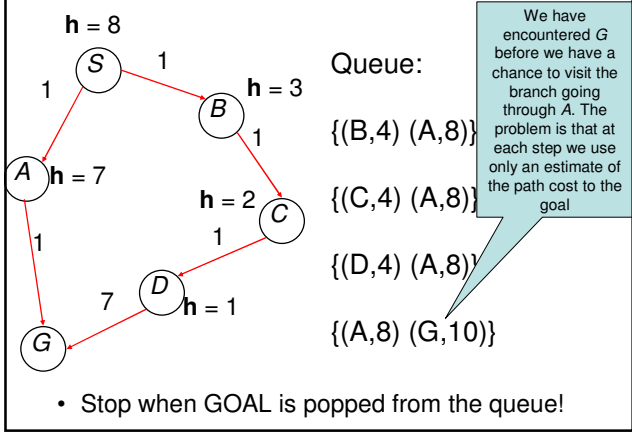 h = 8
S
1
1
B
h = 3
1
A
h = 7
h = 2
C
1
1
D
h = 1
7
G
Queue:
{(B,4) (A,8)}
{(C,4) (A,8)}
{(D,4) (A,8)}
{(A,8) (G,10)}
We have
encountered G
before we have a
chance to visit the
branch going
through A. The
problem is that at
each step we use
only an estimate of
the path cost to the
goal
• Stop when GOAL is popped from the queue!